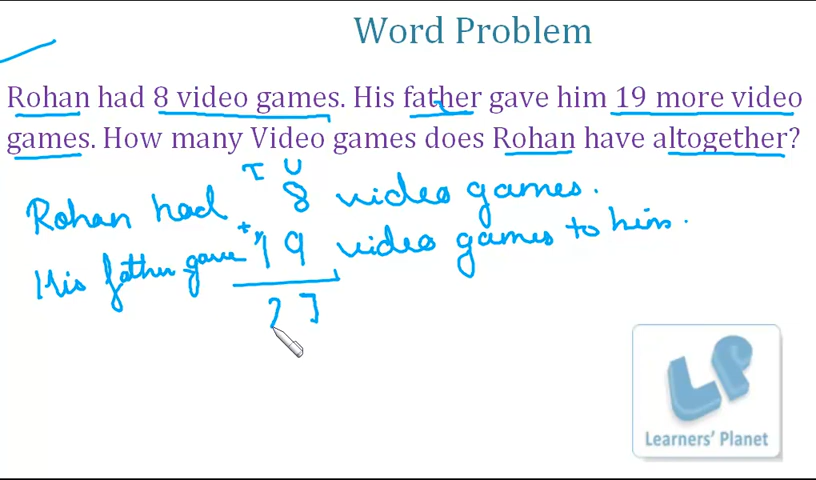 Word Problem
Rohan had 8 video games. His father gave him 19 more video
games. How many Video games does Rohan have altogether?
T U
Rohan had 8 video games.
His father gave + 19 video games to him.
27
LP
Learners' Planet